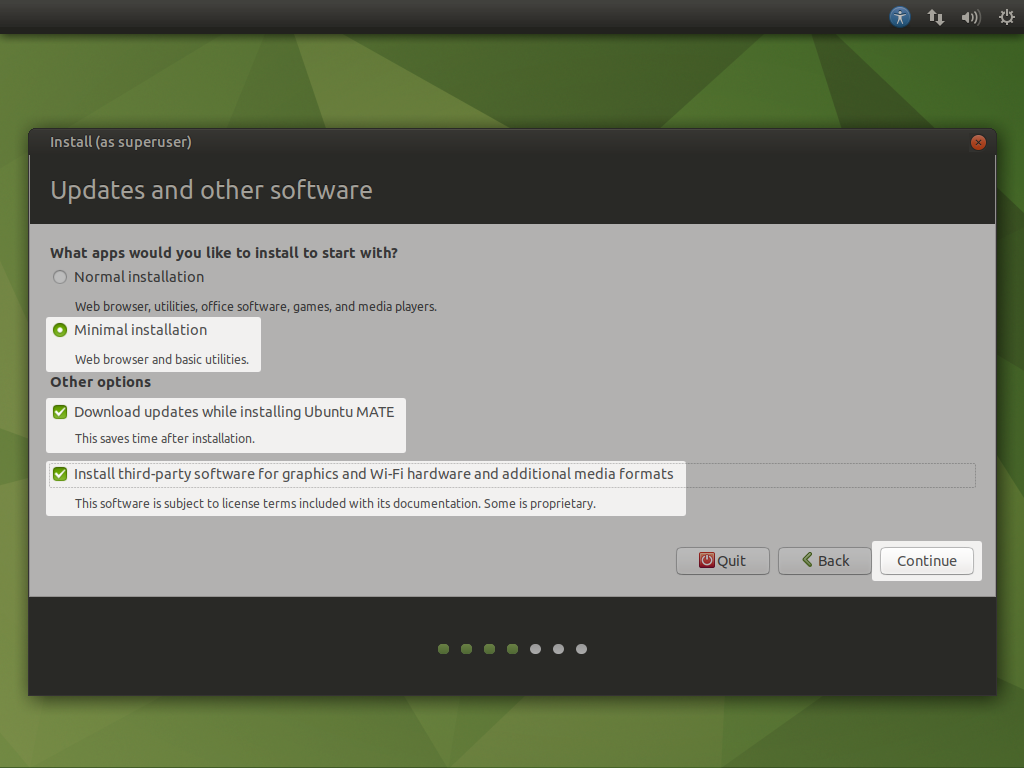 Install (as superuser)
Updates and other software
What apps would you like to install to start with?
Normal installation
Web browser, utilities, office software, games, and media players.
Minimal installation
Web browser and basic utilities.
Other options
Download updates while installing Ubuntu MATE
This saves time after installation.
Install third-party software for graphics and Wi-Fi hardware and additional media formats
This software is subject to license terms included with its documentation. Some is proprietary.
Quit Back Continue